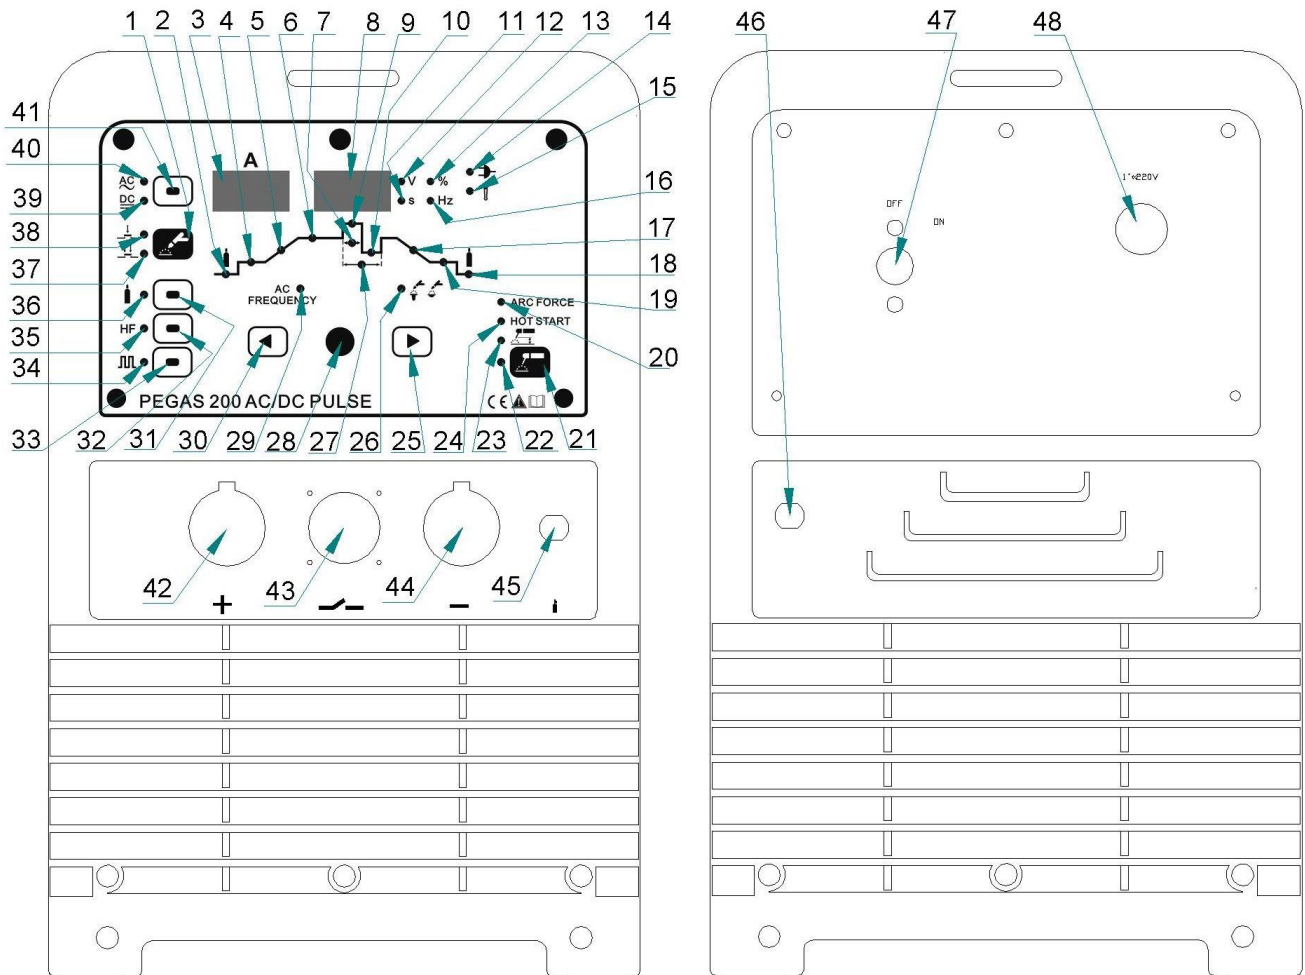 1 2 3 4 5 6 7 8 9 10 11 12 13 14
46 47 48
15
41
40
A
AC
V %
DC
s Hz
16
39
38
37
17
18
36
AC
FREQUENCY
19
ARC FORCE
35
HF
HOT START
20
34
PEGAS 200 AC/DC PULSE
CE
33 32 31 30 29 28 27 26 25 24 23 22 21
42 43 44 45
+ −
1~220V
OFF
ON